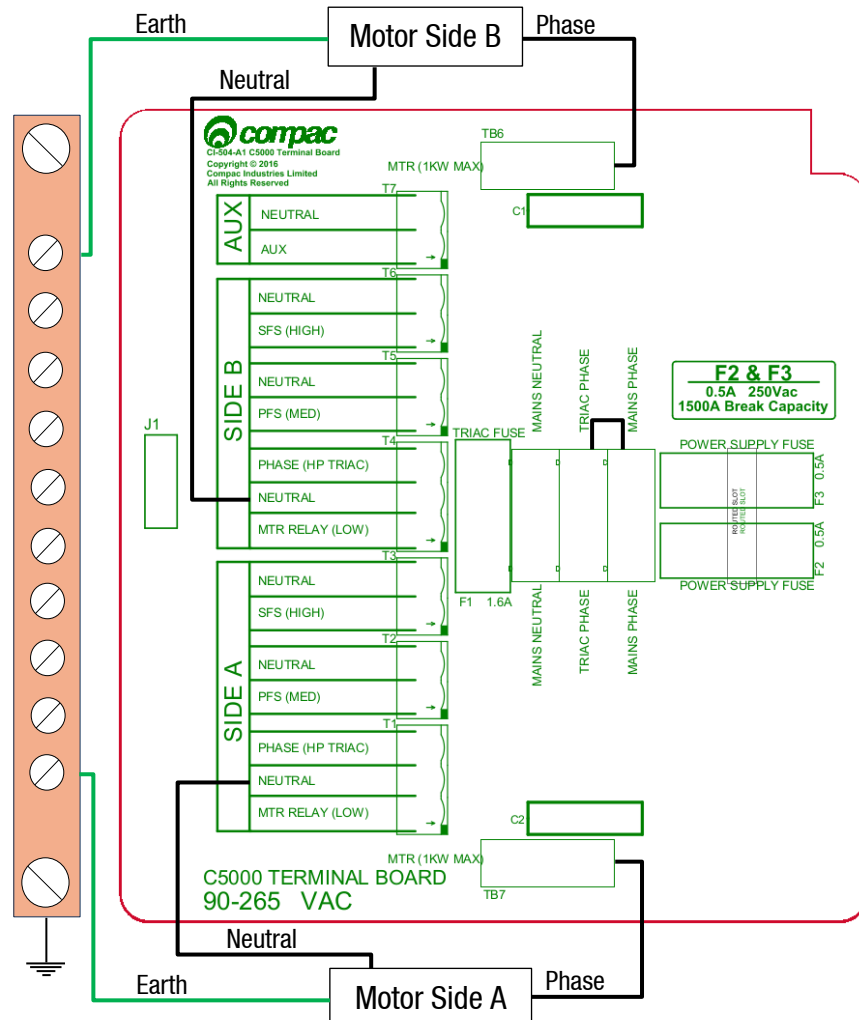 Earth
Motor Side B
Phase
Neutral
compac
CI-504-A1 C5000 Terminal Board
Copyright © 2016
Compac Industries Limited
All Rights Reserved
TB6
MTR (1KW MAX)
C1
T7
AUX
NEUTRAL
AUX
T6
SIDE B
NEUTRAL
SFS (HIGH)
T5
NEUTRAL
PFS (MED)
T4
PHASE (HP TRIAC)
NEUTRAL
MTR RELAY (LOW)
J1
T3
SIDE A
NEUTRAL
SFS (HIGH)
T2
NEUTRAL
PFS (MED)
T1
PHASE (HP TRIAC)
NEUTRAL
MTR RELAY (LOW)
TRIAC FUSE
F1 1.6A
MAINS NEUTRAL
TRIAC PHASE
MAINS PHASE
MAINS NEUTRAL
TRIAC PHASE
MAINS PHASE
F2 & F3
0.5A 250Vac
1500A Break Capacity
POWER SUPPLY FUSE
F3 0.5A
ROUTED SLOT
ROUTED SLOT
F2 0.5A
POWER SUPPLY FUSE
C2
MTR (1KW MAX)
TB7
C5000 TERMINAL BOARD
90-265 VAC
Neutral
Earth
Motor Side A
Phase